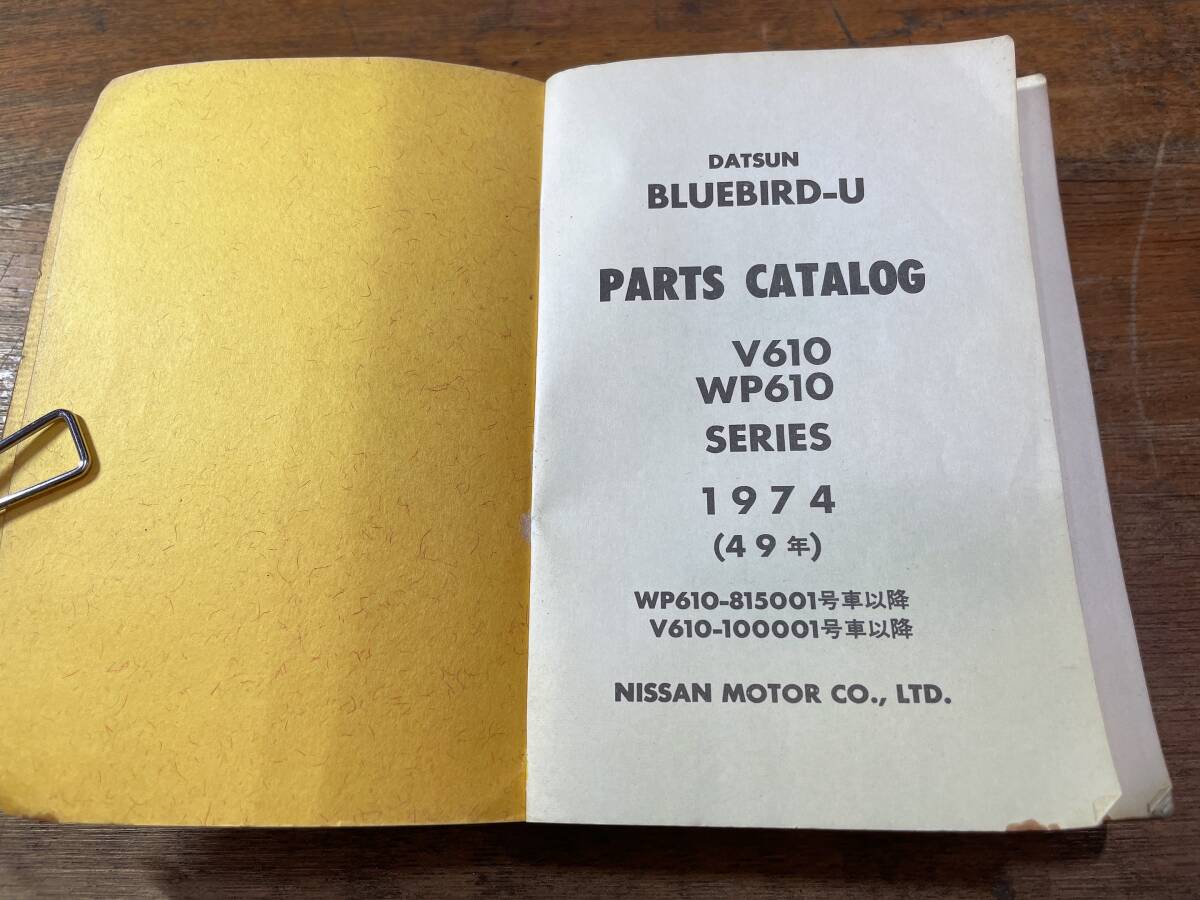 DATSUN
BLUEBIRD-U
PARTS CATALOG
V610
WP610
SERIES
1974
(49年)
WP610-815001号車以降
V610-100001号車以降
NISSAN MOTOR CO., LTD.